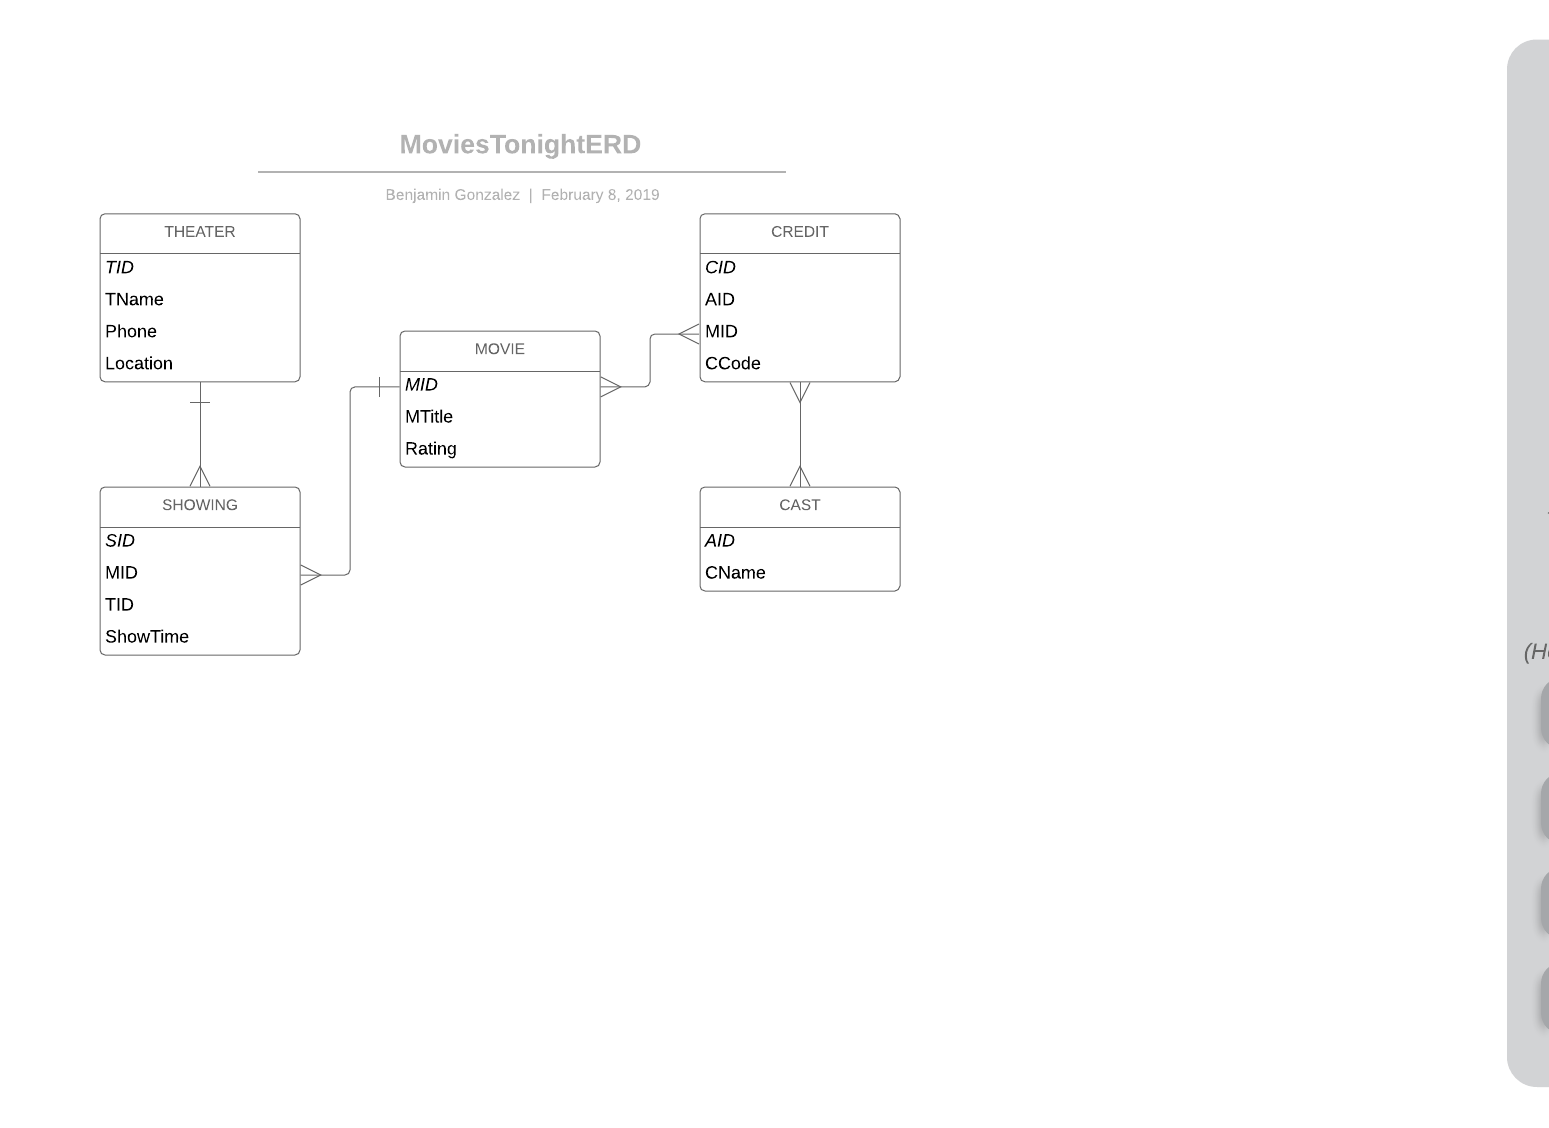 MoviesTonightERD
Benjamin Gonzalez | February 8, 2019
THEATER
TID
TName
Phone
Location
CREDIT
CID
AID
MID
CCode
MOVIE
MID
MTitle
Rating
SHOWING
SID
MID
TID
ShowTime
CAST
AID
CName